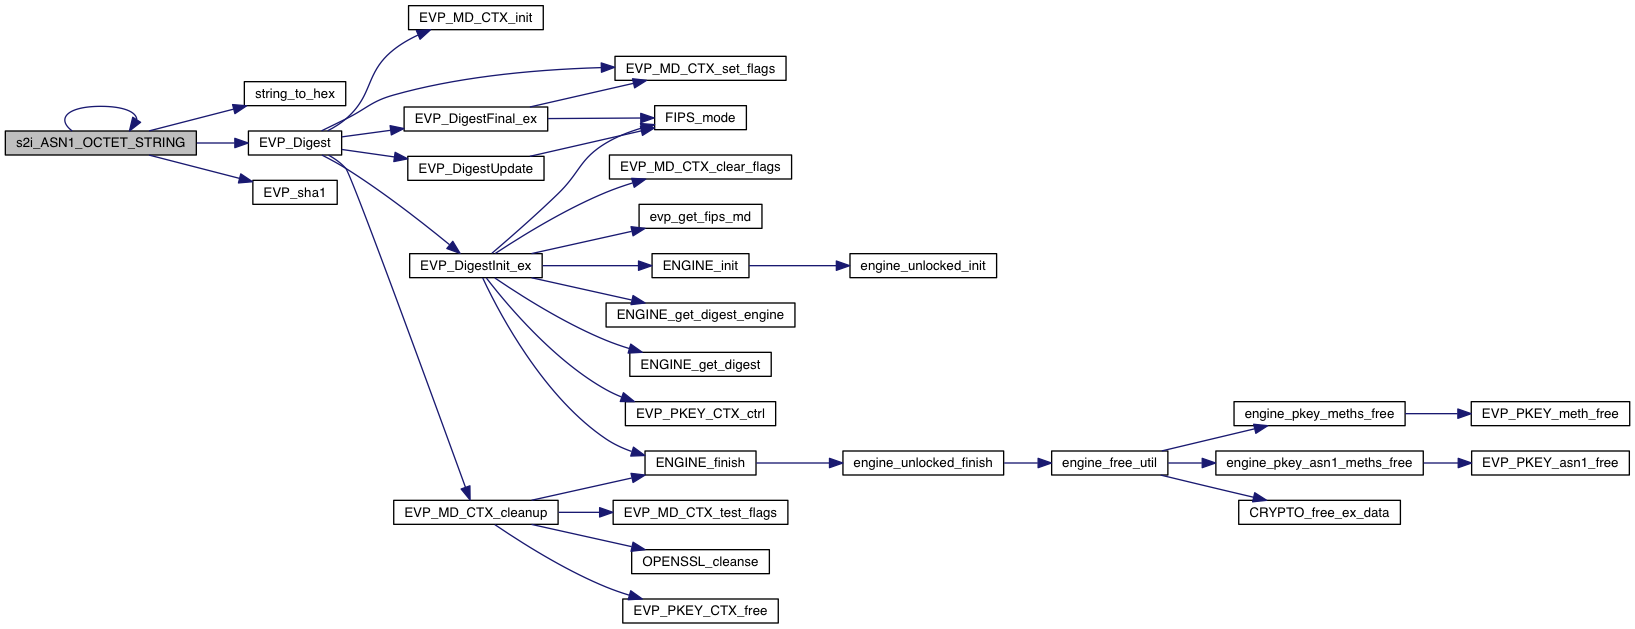 EVP_MD_CTX_init
EVP_MD_CTX_set_flags
string_to_hex
EVP_DigestFinal_ex
FIPS_mode
s2i_ASN1_OCTET_STRING
EVP_Digest
EVP_DigestUpdate
EVP_MD_CTX_clear_flags
EVP_sha1
evp_get_fips_md
EVP_DigestInit_ex
ENGINE_init
engine_unlocked_init
ENGINE_get_digest_engine
ENGINE_get_digest
EVP_PKEY_CTX_ctrl
engine_pkey_meths_free
EVP_PKEY_meth_free
ENGINE_finish
engine_unlocked_finish
engine_free_util
engine_pkey_asn1_meths_free
EVP_PKEY_asn1_free
EVP_MD_CTX_cleanup
EVP_MD_CTX_test_flags
CRYPTO_free_ex_data
OPENSSL_cleanse
EVP_PKEY_CTX_free